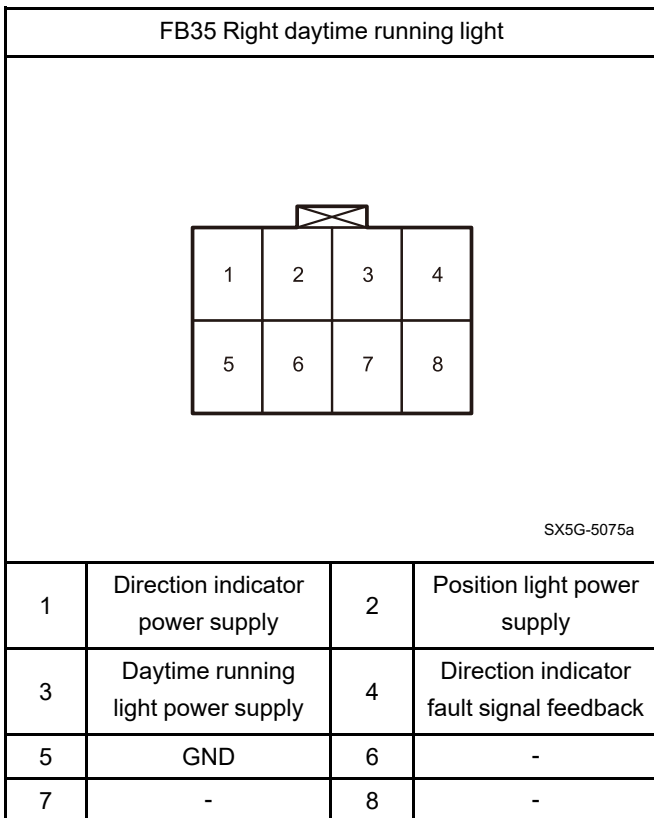 FB35 Right daytime running light
1 2 3 4
5 6 7 8
SX5G-5075a
1 Direction indicator power supply 2 Position light power supply
3 Daytime running light power supply 4 Direction indicator fault signal feedback
5 GND 6 -
7 - 8 -